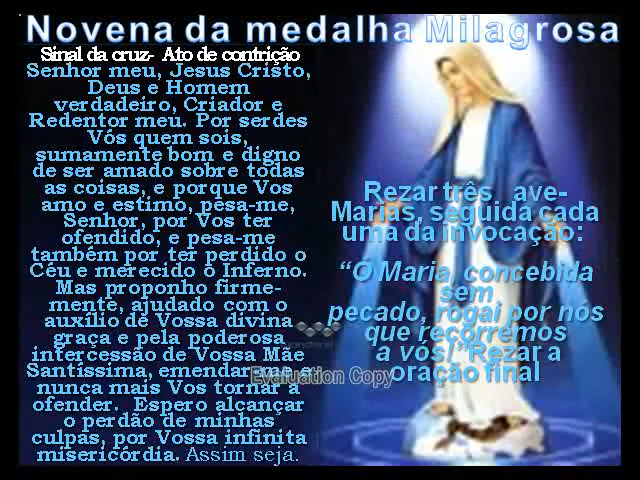 Novena da medalha Milagrosa
Sinal da cruz- Ato de contrição
Senhor meu, Jesus Cristo,
Deus e Homem
verdadeiro, Criador e
Redentor meu. Por serdes
Vós quem sois,
sumamente bom e digno
de ser amado sobre todas
as coisas, e porque Vos
amo e estimo, pesa-me,
Senhor, por Vos ter
ofendido, e pesa-me
também por ter perdido o
Céu e merecido o Inferno.
Mas proponho firme-
mente, ajudado com o
auxílio de Vossa divina
graça e pela poderosa
intercessão de Vossa Mãe
Santíssima, emendar-me e
nunca mais Vos tornar a
ofender. Espero alcançar
o perdão de minhas
culpas, por Vossa infinita
misericórdia. Assim seja.
Rezar três ave-
Marias, seguida cada
uma da invocação:
“O Maria, concebida
sem
pecado, rogai por nós
que recorremos
a vós!”Rezar a
oração final
Evaluation Copy